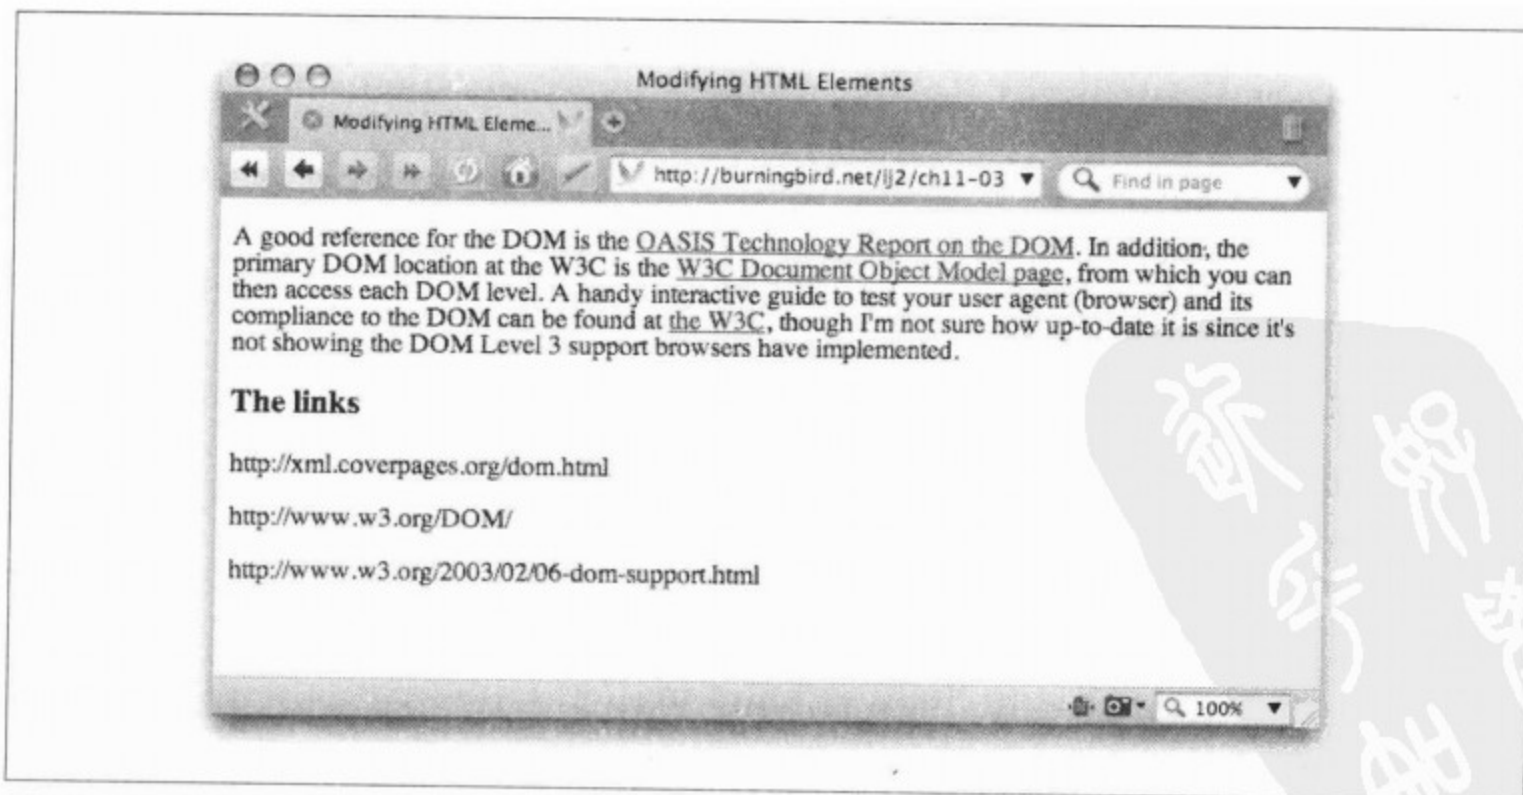 Modifying HTML Elements
Modifying HTML Eleme...
http://burningbird.net/lj2/ch11-03
Find in page
A good reference for the DOM is the OASIS Technology Report on the DOM. In addition, the
primary DOM location at the W3C is the W3C Document Object Model page, from which you can
then access each DOM level. A handy interactive guide to test your user agent (browser) and its
compliance to the DOM can be found at the W3C, though I'm not sure how up-to-date it is since it's
not showing the DOM Level 3 support browsers have implemented.
The links
http://xml.coverpages.org/dom.html
http://www.w3.org/DOM/
http://www.w3.org/2003/02/06-dom-support.html
100%